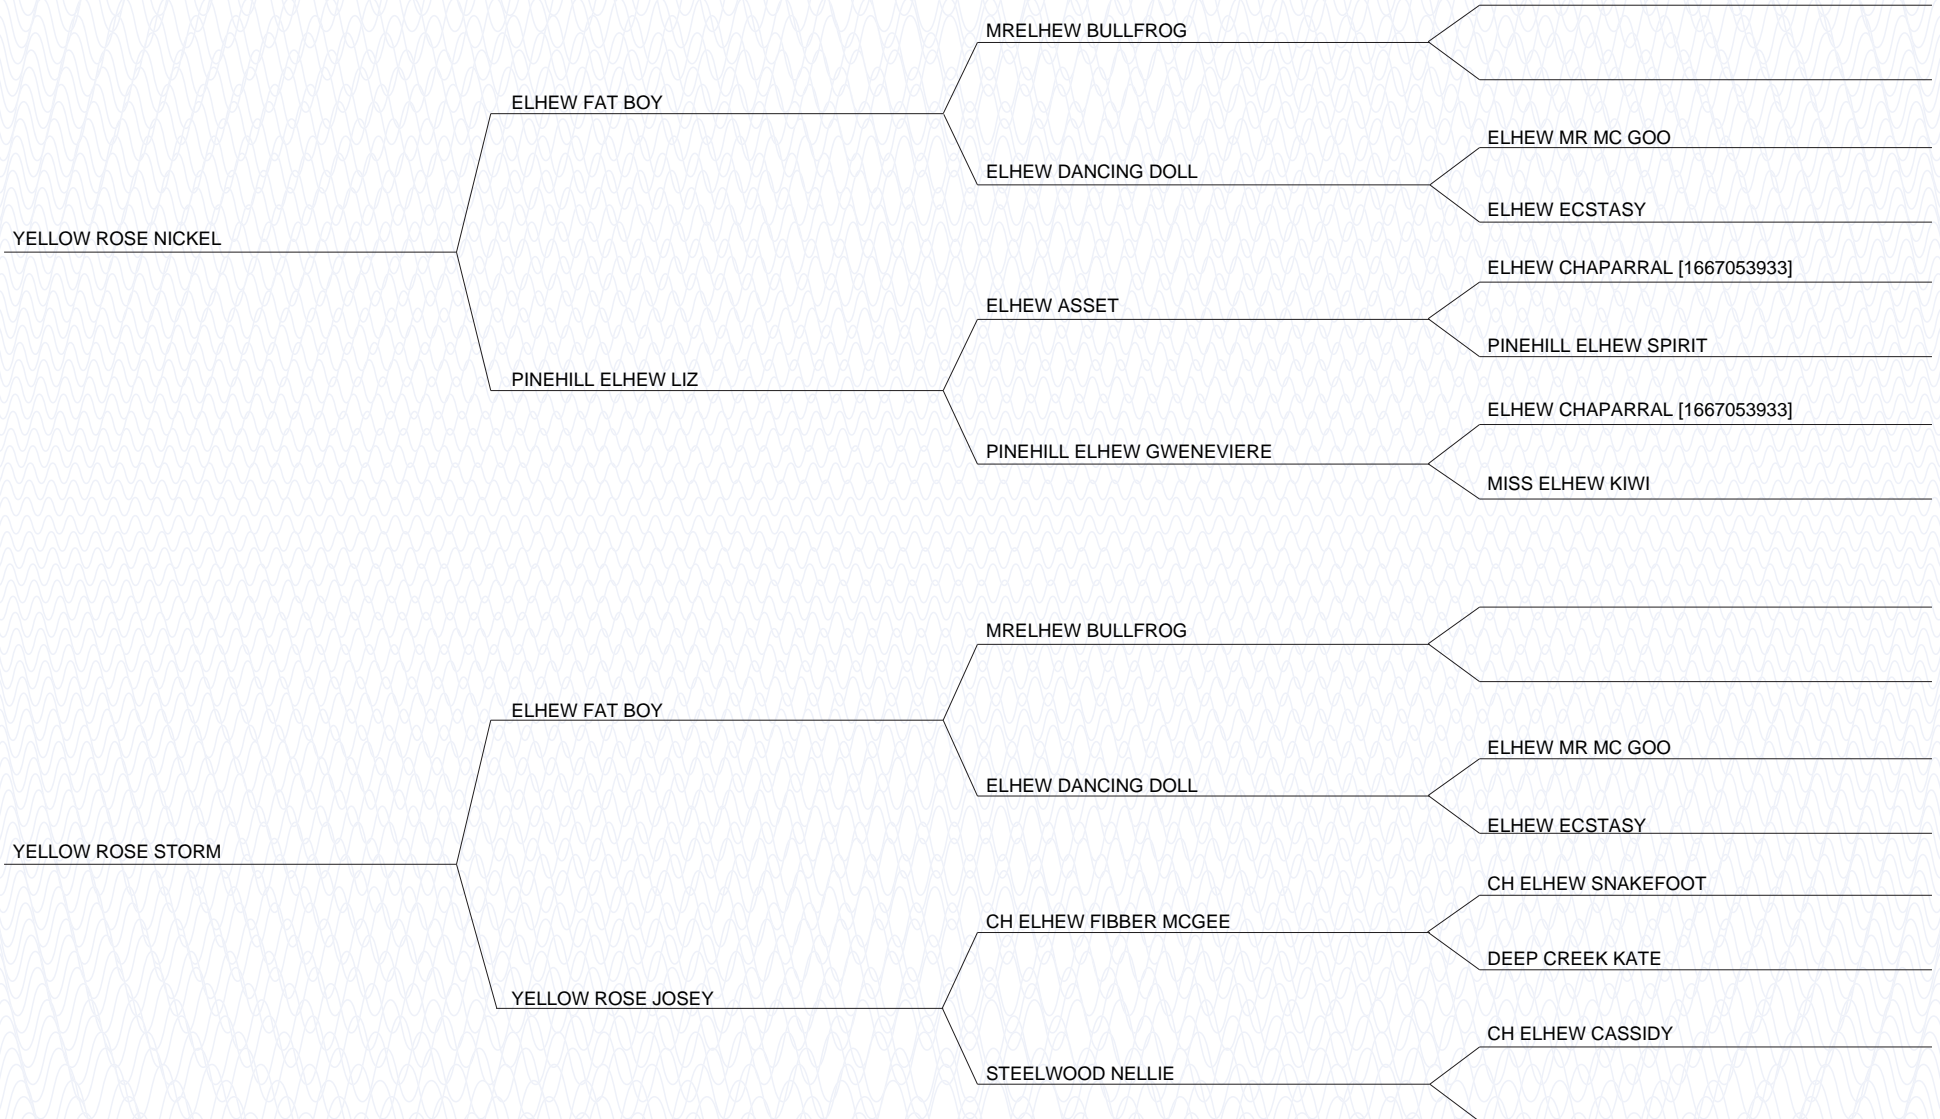 MRELHEW BULLFROG
ELHEW FAT BOY
ELHEW MR MC GOO
ELHEW DANCING DOLL
ELHEW ECSTASY
YELLOW ROSE NICKEL
ELHEW CHAPARRAL [1667053933]
ELHEW ASSET
PINEHILL ELHEW SPIRIT
PINEHILL ELHEW LIZ
ELHEW CHAPARRAL [1667053933]
PINEHILL ELHEW GWENEVIERE
MISS ELHEW KIWI
MRELHEW BULLFROG
ELHEW FAT BOY
ELHEW MR MC GOO
ELHEW DANCING DOLL
ELHEW ECSTASY
YELLOW ROSE STORM
CH ELHEW SNAKEFOOT
CH ELHEW FIBBER MCGEE
DEEP CREEK KATE
YELLOW ROSE JOSEY
CH ELHEW CASSIDY
STEELWOOD NELLIE